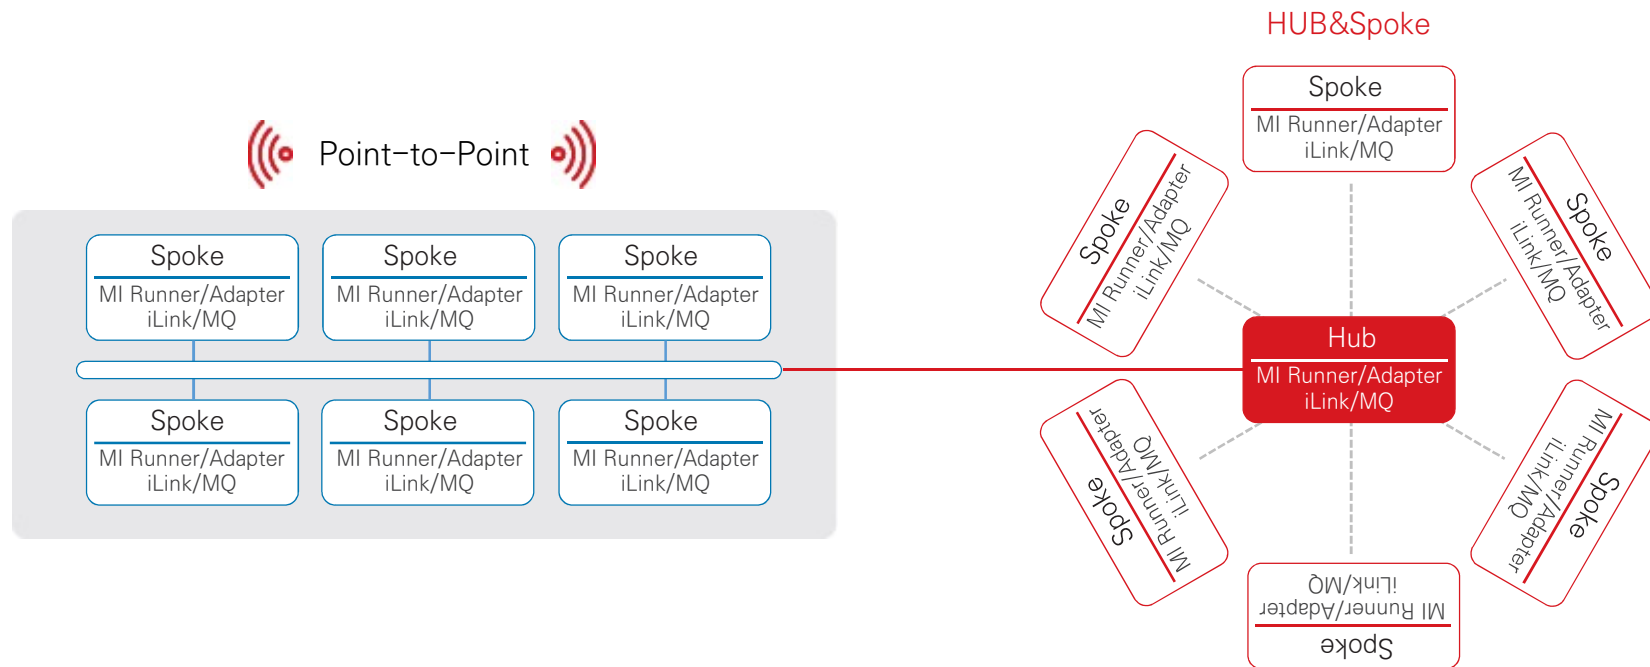 HUB&Spoke
Point-to-Point
Spoke
MI Runner/Adapter
iLink/MQ
Spoke
MI Runner/Adapter
iLink/MQ
Spoke
MI Runner/Adapter
iLink/MQ
Spoke
MI Runner/Adapter
iLink/MQ
Spoke
MI Runner/Adapter
iLink/MQ
Spoke
MI Runner/Adapter
iLink/MQ
Spoke
MI Runner/Adapter
iLink/MQ
Spoke
MI Runner/Adapter
iLink/MQ
Spoke
MI Runner/Adapter
iLink/MQ
Hub
MI Runner/Adapter
iLink/MQ
Spoke
MI Runner/Adapter
iLink/MQ
Spoke
MI Runner/Adapter
iLink/MQ
Spoke
MI Runner/Adapter
iLink/MQ